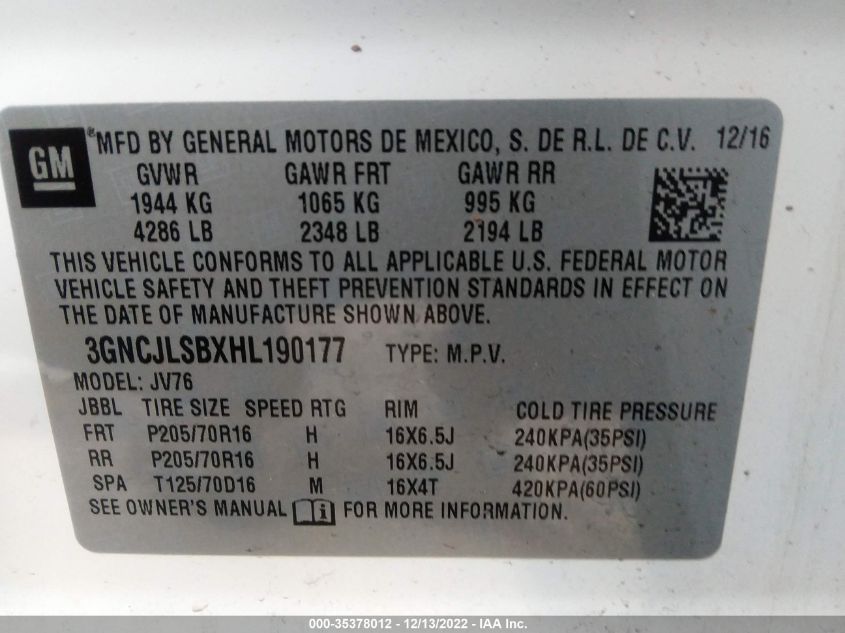 GM ® MFD BY GENERAL MOTORS DE MEXICO, S. DE R.L. DE C.V. 12/16
GVWR GAWR FRT GAWR RR
1944 KG 1065 KG 995 KG
4286 LB 2348 LB 2194 LB
THIS VEHICLE CONFORMS TO ALL APPLICABLE U.S. FEDERAL MOTOR
VEHICLE SAFETY AND THEFT PREVENTION STANDARDS IN EFFECT ON
THE DATE OF MANUFACTURE SHOWN ABOVE.
3GNCJLSBXHL190177 TYPE: M.P.V.
MODEL: JV76
JBBL TIRE SIZE SPEED RTG RIM COLD TIRE PRESSURE
FRT P205/70R16 H 16X6.5J 240KPA(35PSI)
RR P205/70R16 H 16X6.5J 240KPA(35PSI)
SPA T125/70D16 M 16X4T 420KPA(60PSI)
SEE OWNER'S MANUAL i FOR MORE INFORMATION.
000-35378012 - 12/13/2022 - IAA Inc.